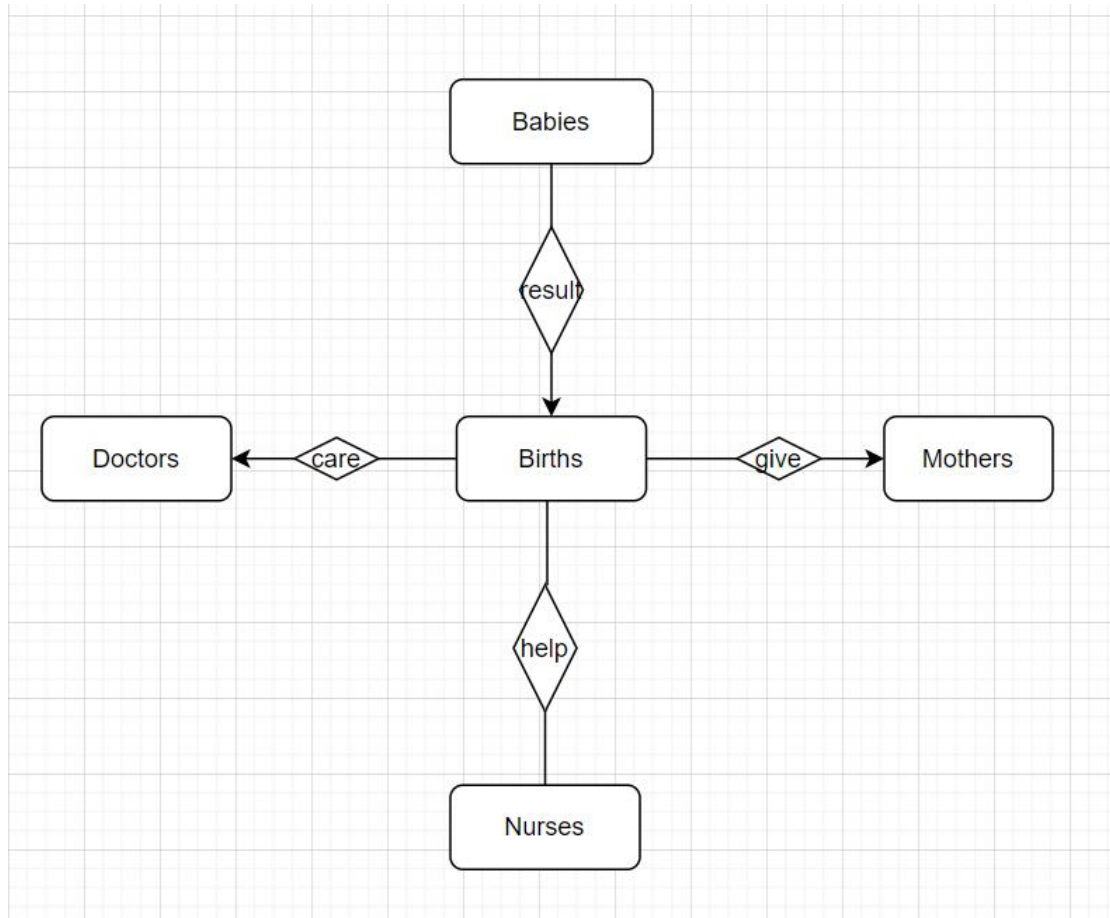 Babies
result
Doctors
care
Births
give
Mothers
help
Nurses